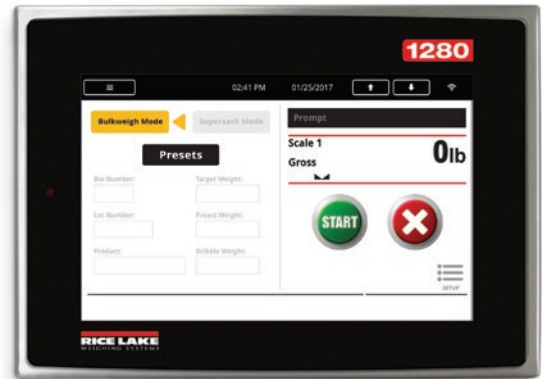 1280
02:41 PM 01/25/2017
Bulkweigh Mode Supersack Mode
Prompt
Presets
Scale 1
Gross
0lb
Bin Number: Target Weight:
Lot Number: Preact Weight:
Product: Dribble Weight:
START
SETUP
RICE LAKE
WEIGHING SYSTEMS